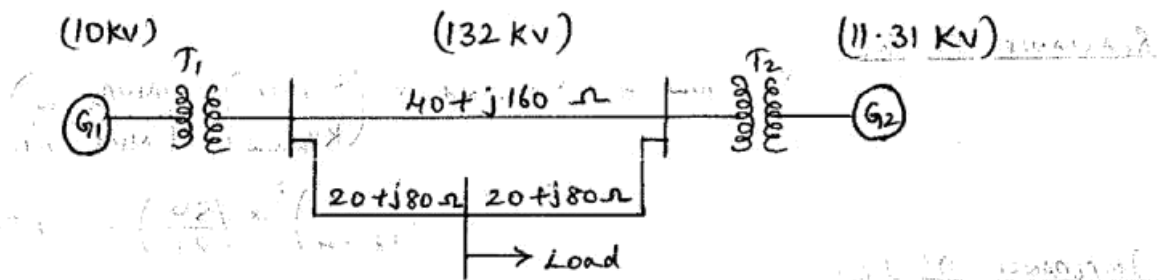 (10KV) (132 KV) (11.31 KV)
T1 T2
G1 40+j160 Ω G2
20+j80Ω 20+j80Ω
Load